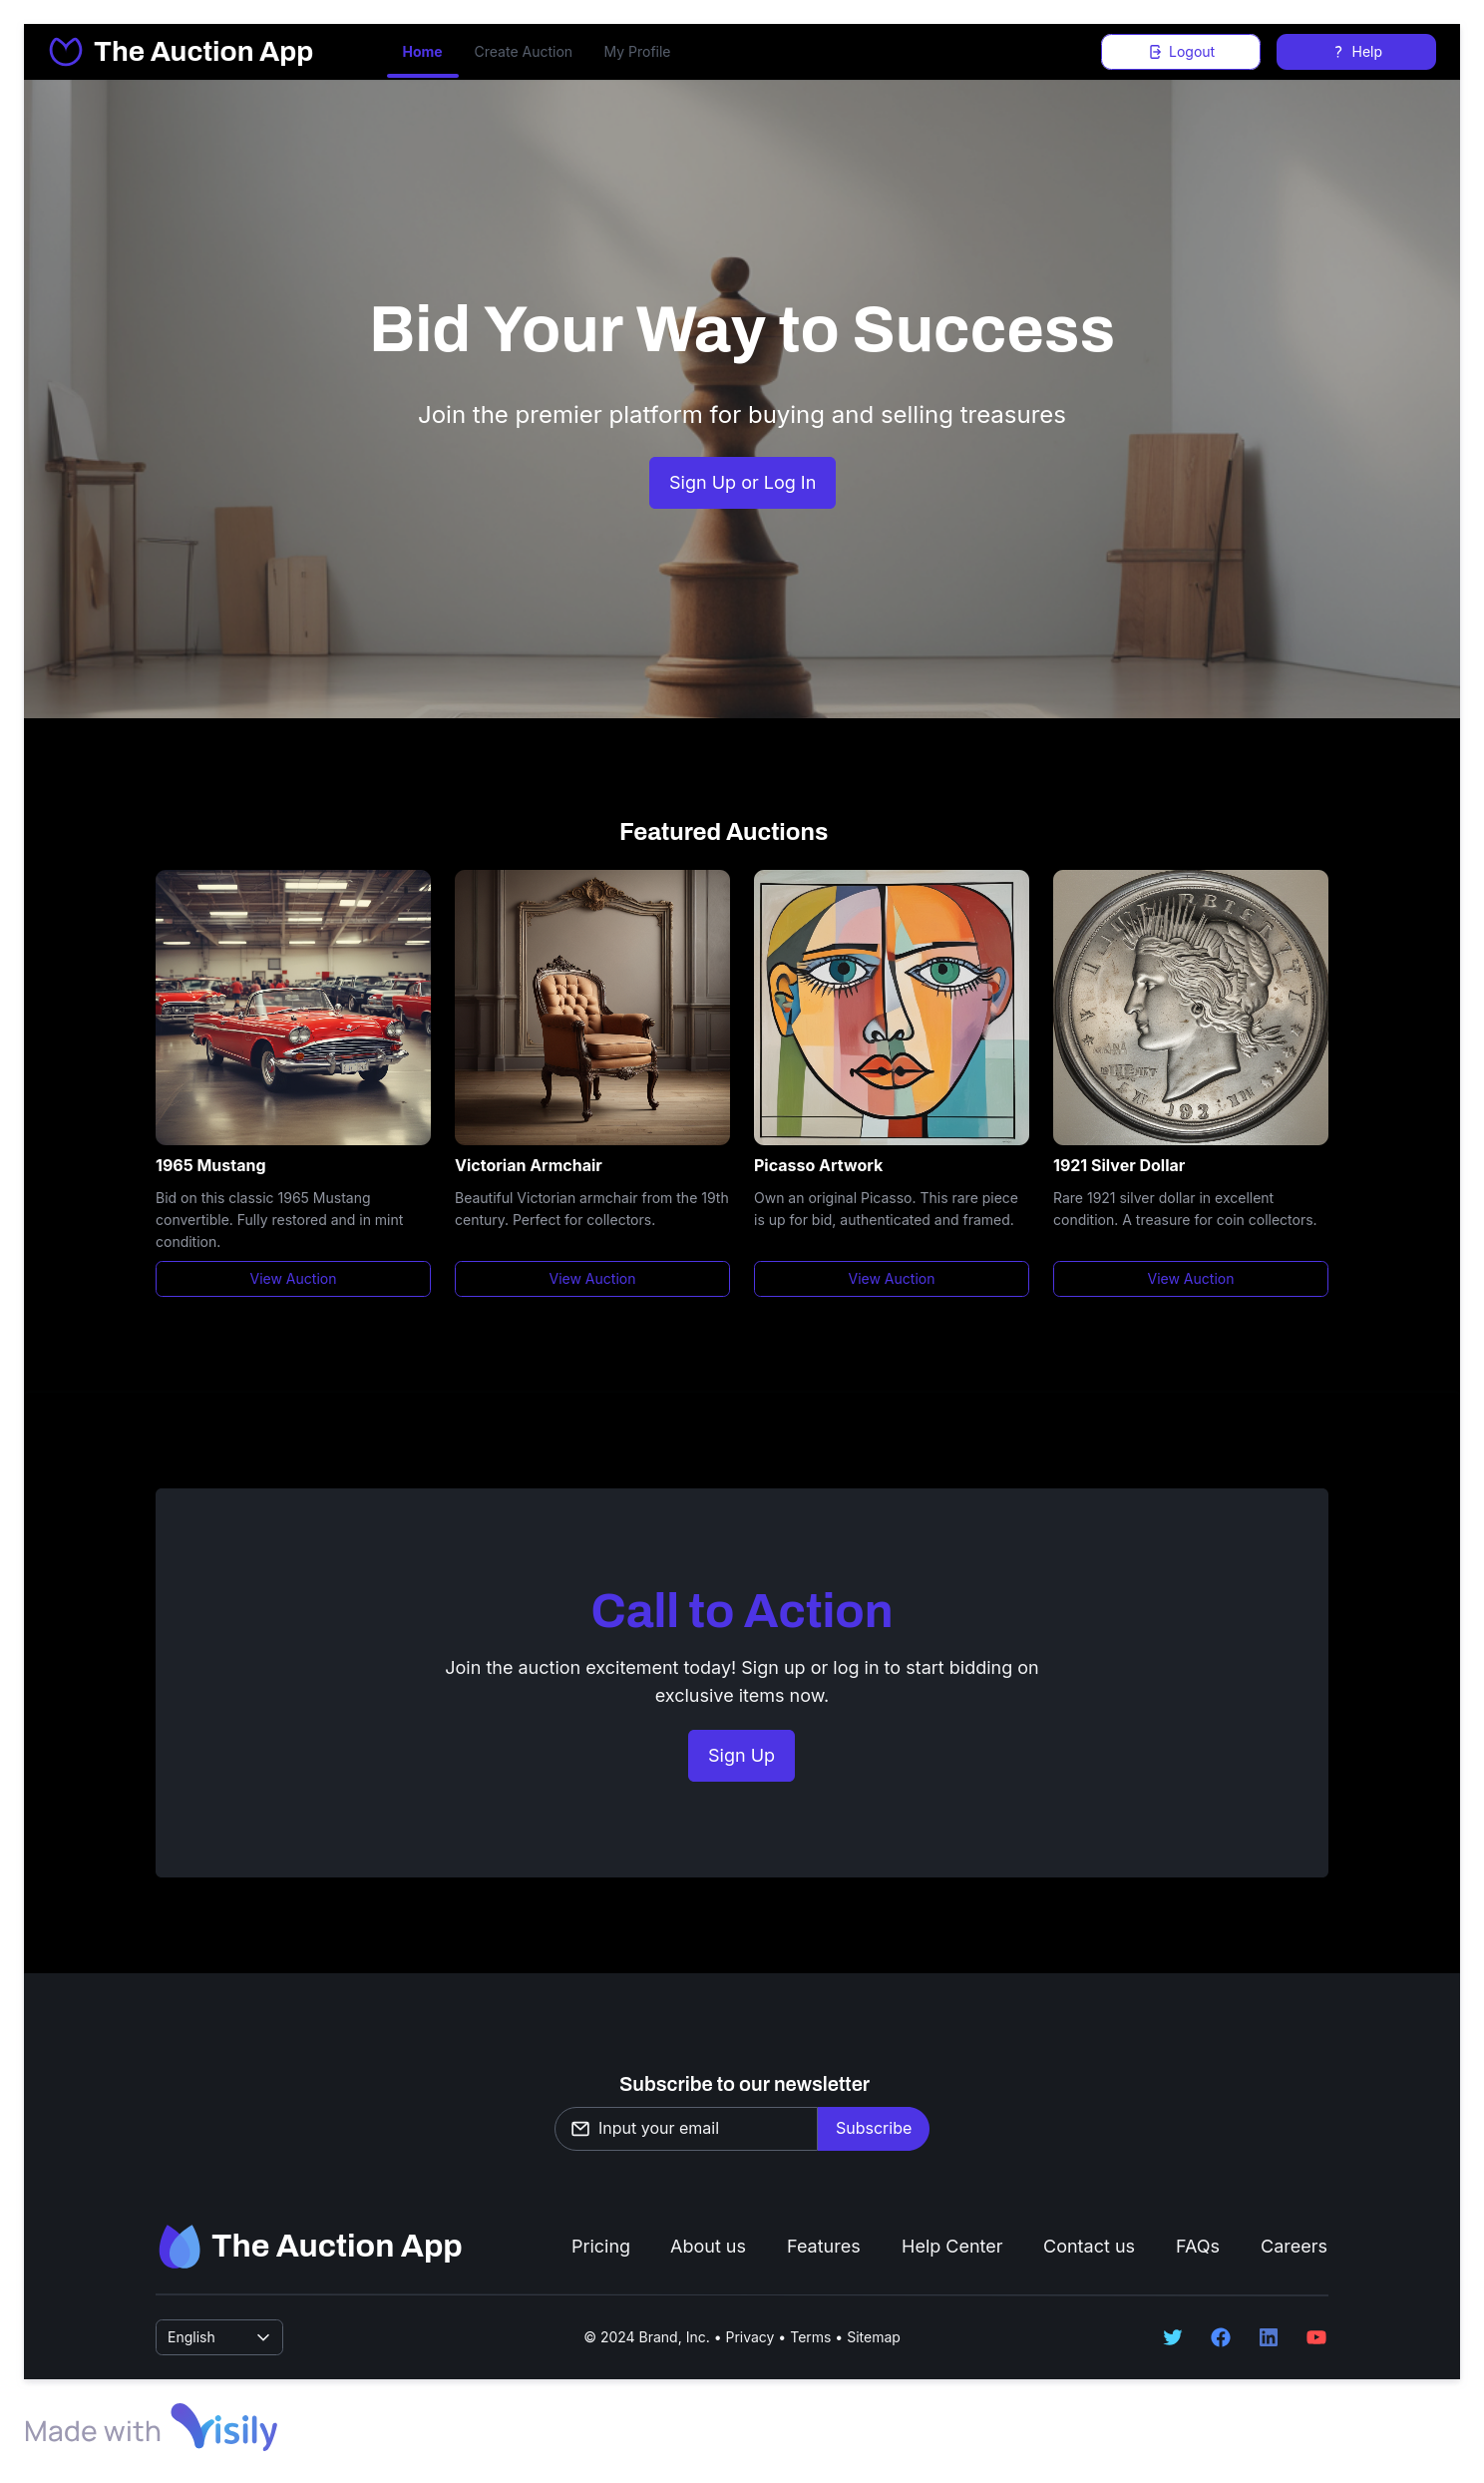 The Auction App
Home Create Auction My Profile
Logout
? Help
Bid Your Way to Success
Join the premier platform for buying and selling treasures
Sign Up or Log In
Featured Auctions
1965 Mustang
Bid on this classic 1965 Mustang
convertible. Fully restored and in mint
condition.
View Auction
Victorian Armchair
Beautiful Victorian armchair from the 19th
century. Perfect for collectors.
View Auction
Picasso Artwork
Own an original Picasso. This rare piece
is up for bid, authenticated and framed.
View Auction
1921 Silver Dollar
Rare 1921 silver dollar in excellent
condition. A treasure for coin collectors.
View Auction
Call to Action
Join the auction excitement today! Sign up or log in to start bidding on
exclusive items now.
Sign Up
Subscribe to our newsletter
Input your email
Subscribe
The Auction App
Pricing About us Features Help Center Contact us FAQs Careers
English
© 2024 Brand, Inc. • Privacy • Terms • Sitemap
Made with Visily